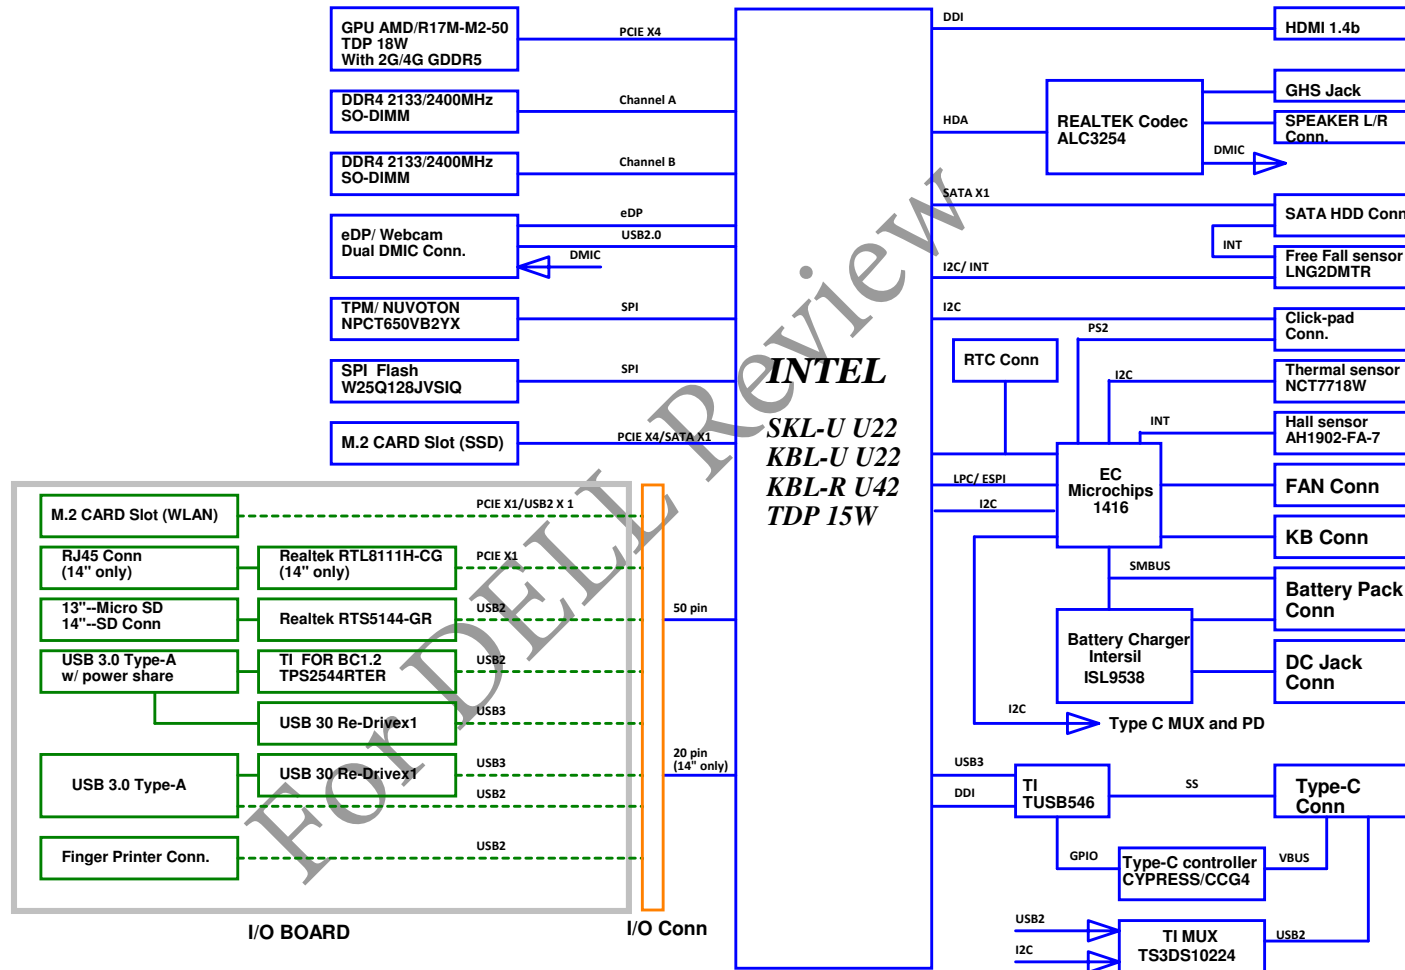 GPU AMD/R17M-M2-50
TDP 18W
With 2G/4G GDDR5
PCIE X4
DDR4 2133/2400MHz
SO-DIMM
Channel A
DDR4 2133/2400MHz
SO-DIMM
Channel B
eDP/ Webcam
Dual DMIC Conn.
eDP
USB2.0
DMIC
TPM/ NUVOTON
NPCT650VB2YX
SPI
SPI Flash
W25Q128JVSIQ
SPI
M.2 CARD Slot (SSD)
PCIE X4/SATA X1
M.2 CARD Slot (WLAN)
PCIE X1/USB2 X 1
RJ45 Conn
(14" only)
Realtek RTL8111H-CG
(14" only)
PCIE X1
13"--Micro SD
14"--SD Conn
Realtek RTS5144-GR
USB2
USB 3.0 Type-A
w/ power share
TI FOR BC1.2
TPS2544RTER
USB2
USB 30 Re-Drivex1
USB3
USB 3.0 Type-A
USB 30 Re-Drivex1
USB3
USB2
Finger Printer Conn.
USB2
I/O BOARD
I/O Conn
50 pin
20 pin
(14" only)
INTEL
SKL-U U22
KBL-U U22
KBL-R U42
TDP 15W
For DELL Review
DDI
HDMI 1.4b
HDA
REALTEK Codec
ALC3254
GHS Jack
SPEAKER L/R
Conn.
DMIC
SATA X1
SATA HDD Conn
INT
Free Fall sensor
LNG2DMTR
I2C/ INT
I2C
Click-pad
Conn.
PS2
RTC Conn
I2C
Thermal sensor
NCT7718W
INT
Hall sensor
AH1902-FA-7
LPC/ ESPI
I2C
EC
Microchips
1416
FAN Conn
KB Conn
SMBUS
Battery Pack
Conn
Battery Charger
Intersil
ISL9538
DC Jack
Conn
I2C
Type C MUX and PD
USB3
DDI
TI
TUSB546
SS
Type-C
Conn
GPIO
Type-C controller
CYPRESS/CCG4
VBUS
USB2
I2C
TI MUX
TS3DS10224
USB2